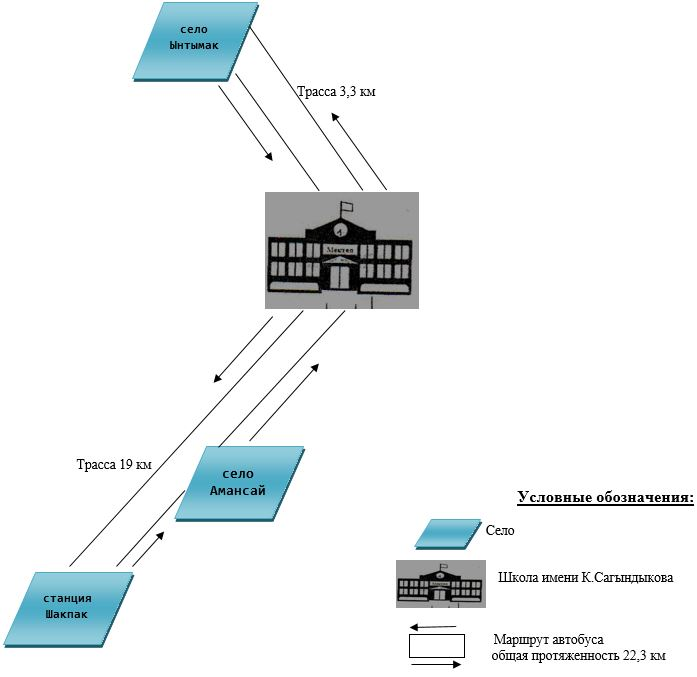 село
Ынтымак
Трасса 3,3 км
Мектеп
Трасса 19 км
село
Амансай
станция
Шакпак
Условные обозначения:
Село
Школа имени К.Сагындыкова
Маршрут автобуса
общая протяженность 22,3 км